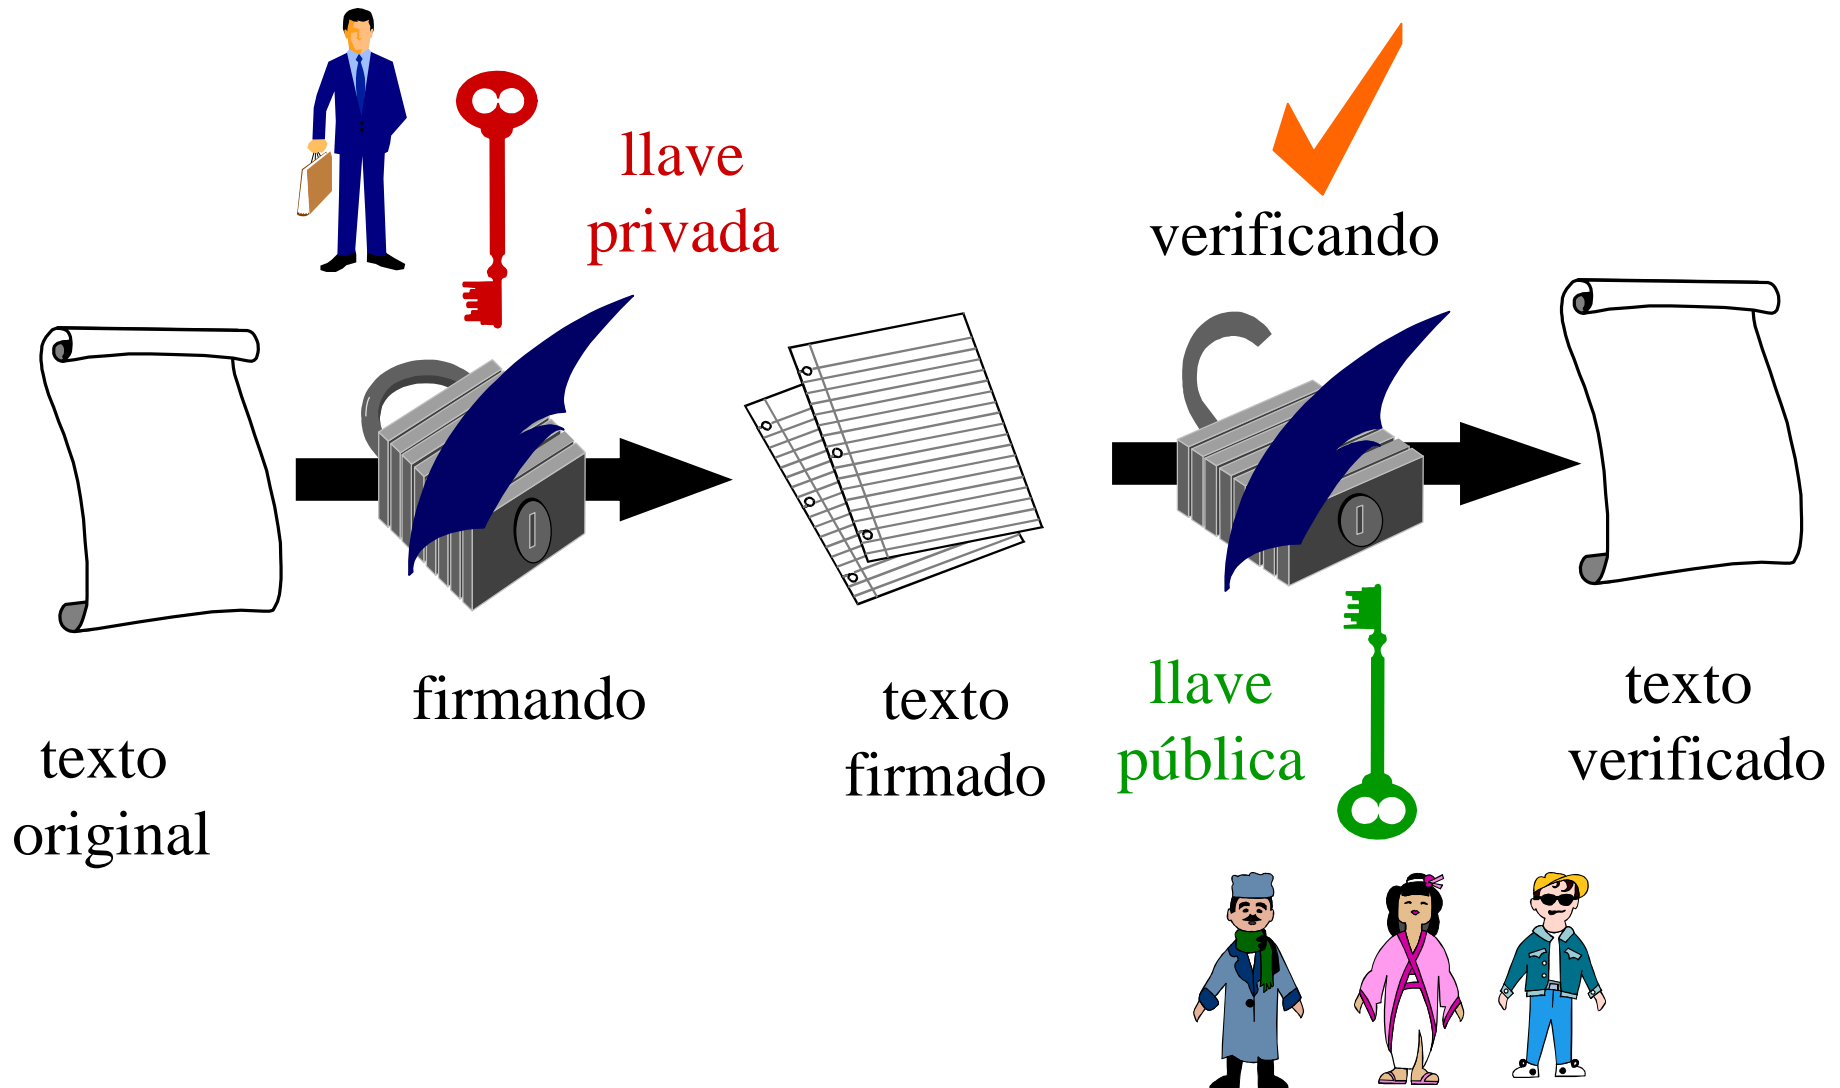 llave
privada
verificando
texto
original
firmando
texto
firmado
llave
pública
texto
verificado